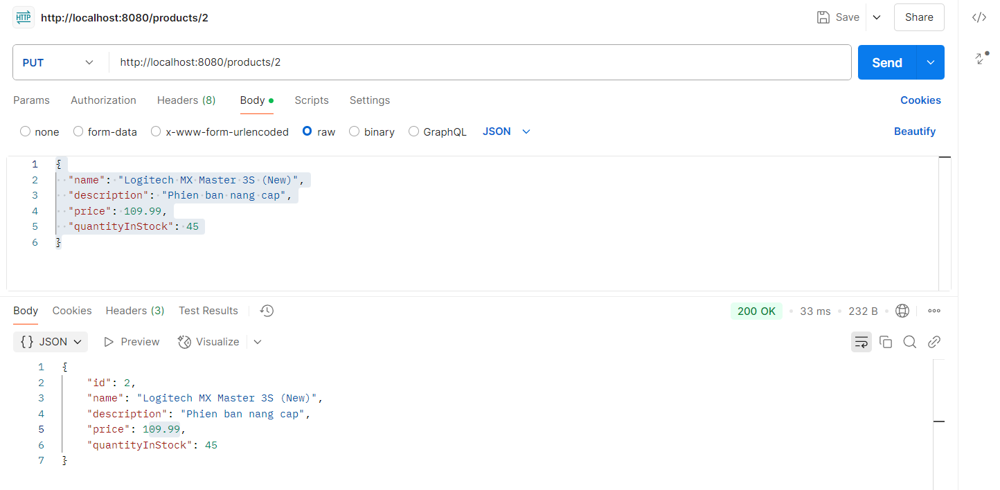 HTTP http://localhost:8080/products/2 Save Share
PUT http://localhost:8080/products/2 Send
Params Authorization Headers (8) Body Scripts Settings Cookies
none form-data x-www-form-urlencoded raw binary GraphQL JSON Beautify
1 {
2 "name": "Logitech MX Master 3S (New)",
3 "description": "Phien ban nang cap",
4 "price": 109.99,
5 "quantityInStock": 45
6 }
Body Cookies Headers (3) Test Results 200 OK 33 ms 232 B
{} JSON Preview Visualize
1 {
2 "id": 2,
3 "name": "Logitech MX Master 3S (New)",
4 "description": "Phien ban nang cap",
5 "price": 109.99,
6 "quantityInStock": 45
7 }